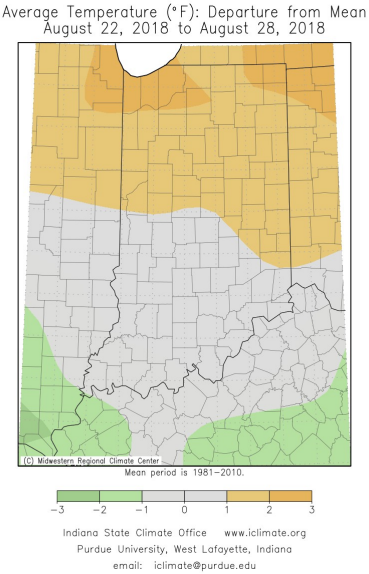 Average Temperature (°F): Departure from Mean
August 22, 2018 to August 28, 2018
(C) Midwestern Regional Climate Center
Mean period is 1981-2010.
-3 -2 -1 0 1 2 3
Indiana State Climate Office www.iclimate.org
Purdue University, West Lafayette, Indiana
email: iclimate@purdue.edu